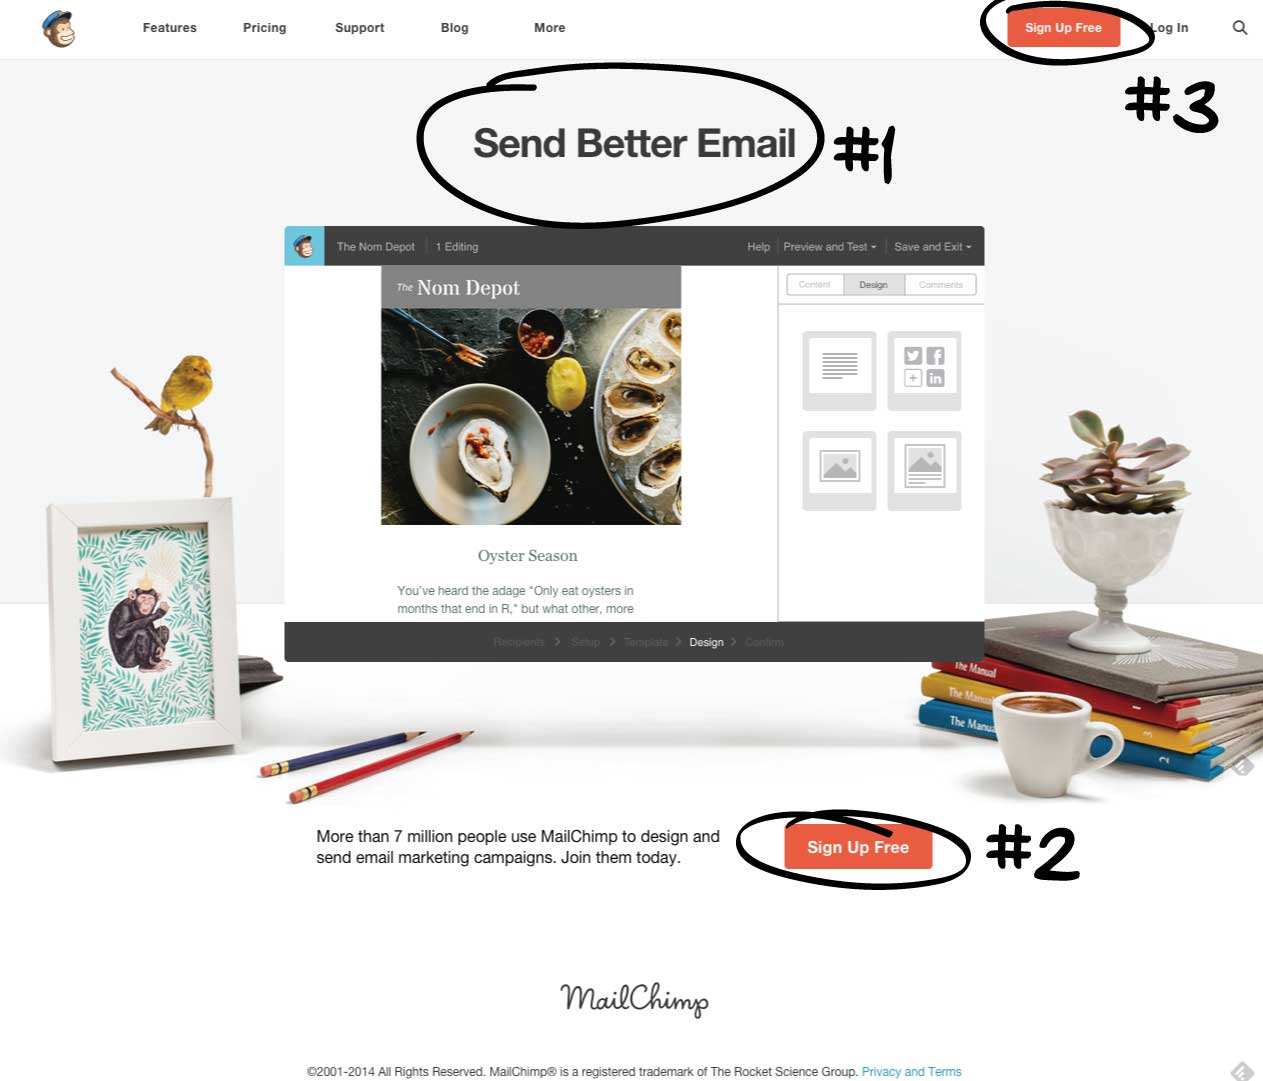 Features Pricing Support Blog More Sign Up Free Log In
#3
Send Better Email #1
The Nom Depot 1 Editing Help Preview and Test Save and Exit
The Nom Depot
Content Design Comments
Oyster Season
You've heard the adage "Only eat oysters in
months that end in R," but what other, more
Recipients Setup Template Design Confirm
The Manual
The Manual 3
The Manua 2
More than 7 million people use MailChimp to design and
send email marketing campaigns. Join them today.
Sign Up Free #2
MailChimp
©2001-2014 All Rights Reserved. MailChimp® is a registered trademark of The Rocket Science Group. Privacy and Terms